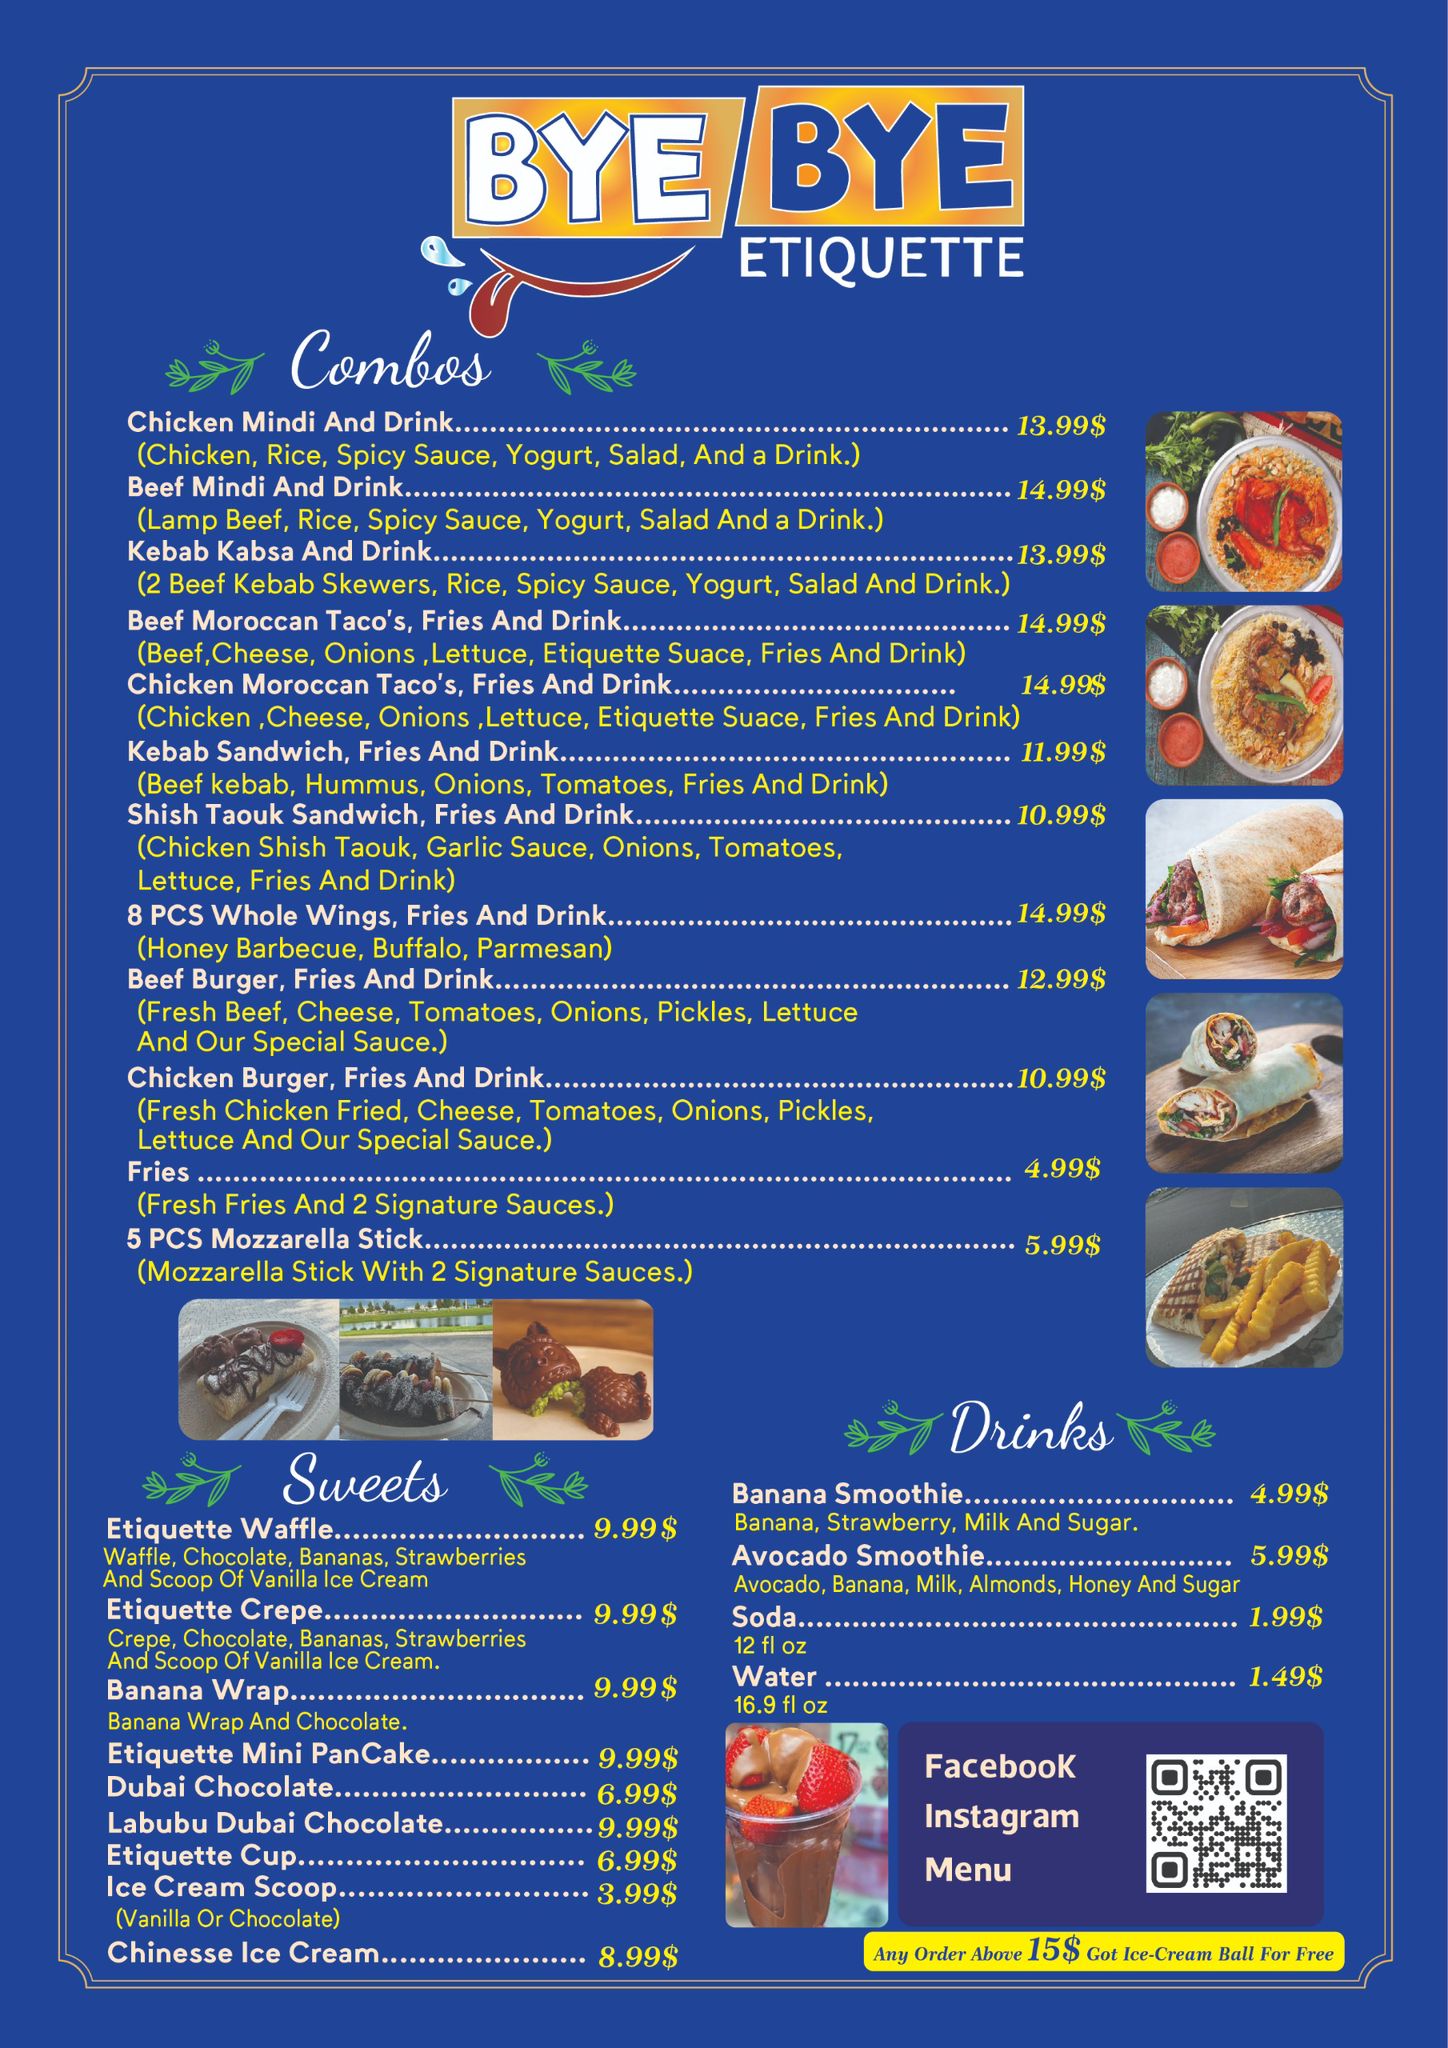 BYE BYE
ETIQUETTE
Combos
Chicken Mindi And Drink................................................................ 13.99$
(Chicken, Rice, Spicy Sauce, Yogurt, Salad, And a Drink.)
Beef Mindi And Drink...................................................................... 14.99$
(Lamp Beef, Rice, Spicy Sauce, Yogurt, Salad And a Drink.)
Kebab Kabsa And Drink................................................................... 13.99$
(2 Beef Kebab Skewers, Rice, Spicy Sauce, Yogurt, Salad And Drink.)
Beef Moroccan Taco's, Fries And Drink............................................. 14.99$
(Beef,Cheese, Onions ,Lettuce, Etiquette Suace, Fries And Drink)
Chicken Moroccan Taco's, Fries And Drink................................ 14.99$
(Chicken ,Cheese, Onions ,Lettuce, Etiquette Suace, Fries And Drink)
Kebab Sandwich, Fries And Drink.................................................... 11.99$
(Beef kebab, Hummus, Onions, Tomatoes, Fries And Drink)
Shish Taouk Sandwich, Fries And Drink........................................... 10.99$
(Chicken Shish Taouk, Garlic Sauce, Onions, Tomatoes,
Lettuce, Fries And Drink)
8 PCS Whole Wings, Fries And Drink............................................... 14.99$
(Honey Barbecue, Buffalo, Parmesan)
Beef Burger, Fries And Drink........................................................... 12.99$
(Fresh Beef, Cheese, Tomatoes, Onions, Pickles, Lettuce
And Our Special Sauce.)
Chicken Burger, Fries And Drink...................................................... 10.99$
(Fresh Chicken Fried, Cheese, Tomatoes, Onions, Pickles,
Lettuce And Our Special Sauce.)
Fries .............................................................................................. 4.99$
(Fresh Fries And 2 Signature Sauces.)
5 PCS Mozzarella Stick.................................................................... 5.99$
(Mozzarella Stick With 2 Signature Sauces.)
Sweets
Etiquette Waffle............................. 9.99$
Waffle, Chocolate, Bananas, Strawberries
And Scoop Of Vanilla Ice Cream
Etiquette Crepe.............................. 9.99$
Crepe, Chocolate, Bananas, Strawberries
And Scoop Of Vanilla Ice Cream.
Banana Wrap.................................. 9.99$
Banana Wrap And Chocolate.
Etiquette Mini PanCake.................. 9.99$
Dubai Chocolate............................. 6.99$
Labubu Dubai Chocolate................. 9.99$
Etiquette Cup................................. 6.99$
Ice Cream Scoop............................. 3.99$
(Vanilla Or Chocolate)
Chinesse Ice Cream........................ 8.99$
Drinks
Banana Smoothie............................... 4.99$
Banana, Strawberry, Milk And Sugar.
Avocado Smoothie............................ 5.99$
Avocado, Banana, Milk, Almonds, Honey And Sugar
Soda................................................... 1.99$
12 fl oz
Water ............................................... 1.49$
16.9 fl oz
FacebooK
Instagram
Menu
Any Order Above 15$ Got Ice-Cream Ball For Free